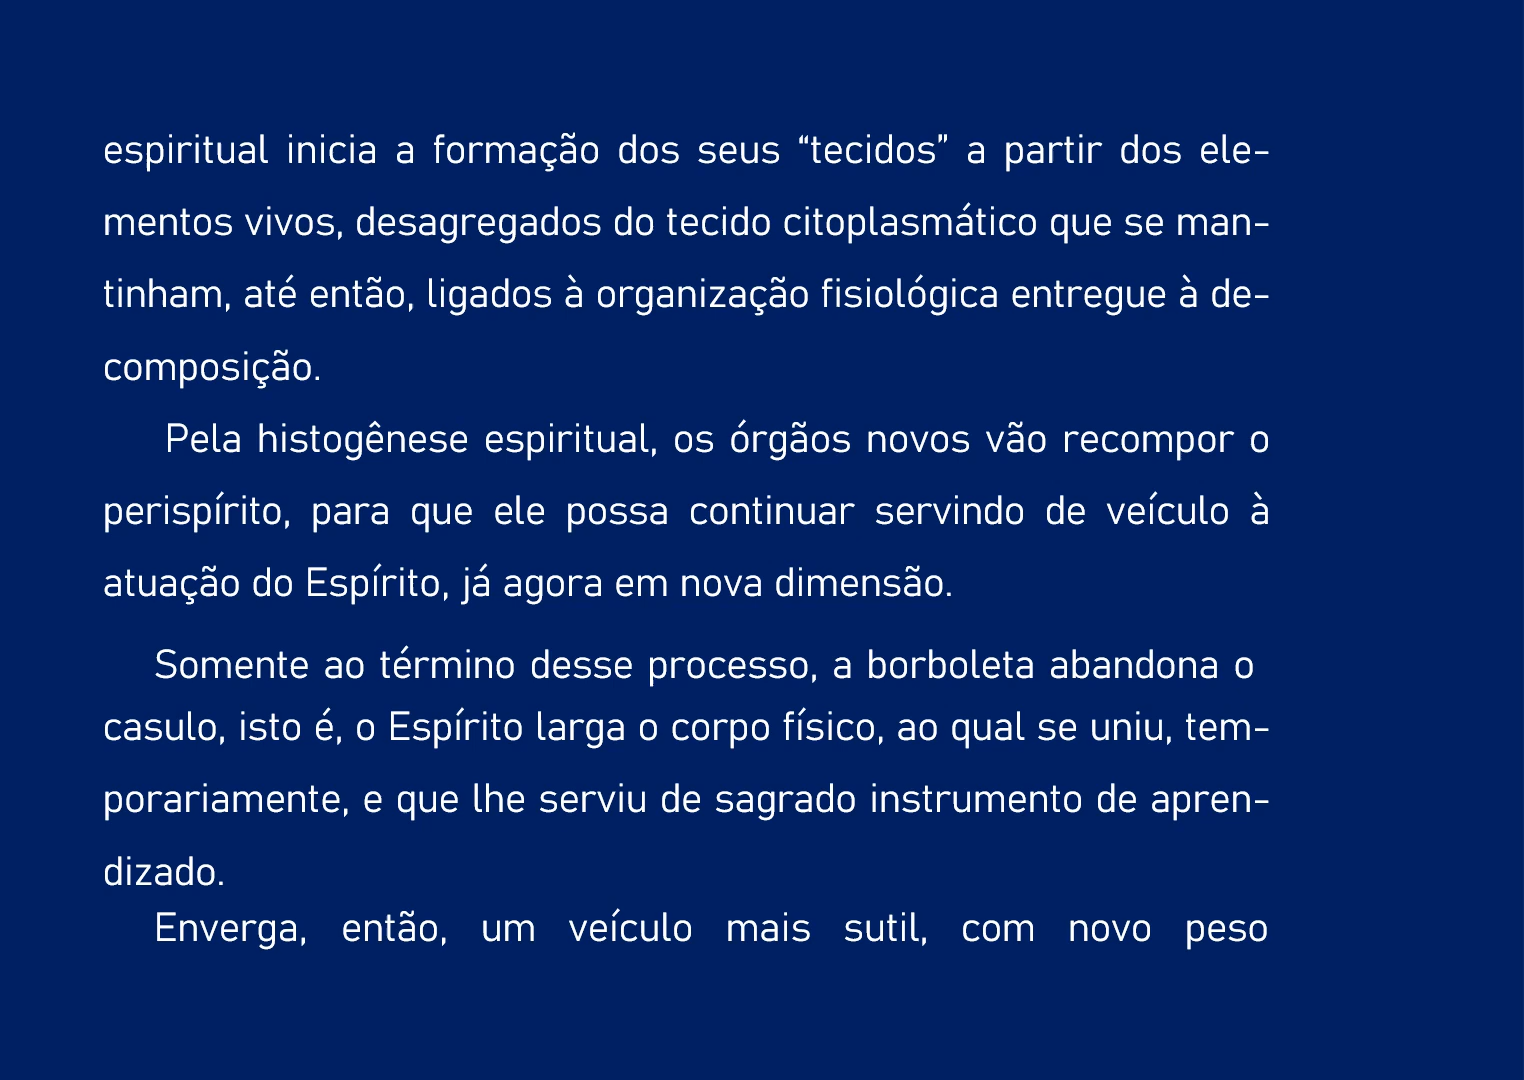 espiritual inicia a formação dos seus “tecidos” a partir dos ele-
mentos vivos, desagregados do tecido citoplasmático que se man-
tinham, até então, ligados à organização fisiológica entregue à de-
composição.
Pela histogênese espiritual, os órgãos novos vão recompor o
perispírito, para que ele possa continuar servindo de veículo à
atuação do Espírito, já agora em nova dimensão.
Somente ao término desse processo, a borboleta abandona o
casulo, isto é, o Espírito larga o corpo físico, ao qual se uniu, tem-
porariamente, e que lhe serviu de sagrado instrumento de apren-
dizado.
Enverga, então, um veículo mais sutil, com novo peso